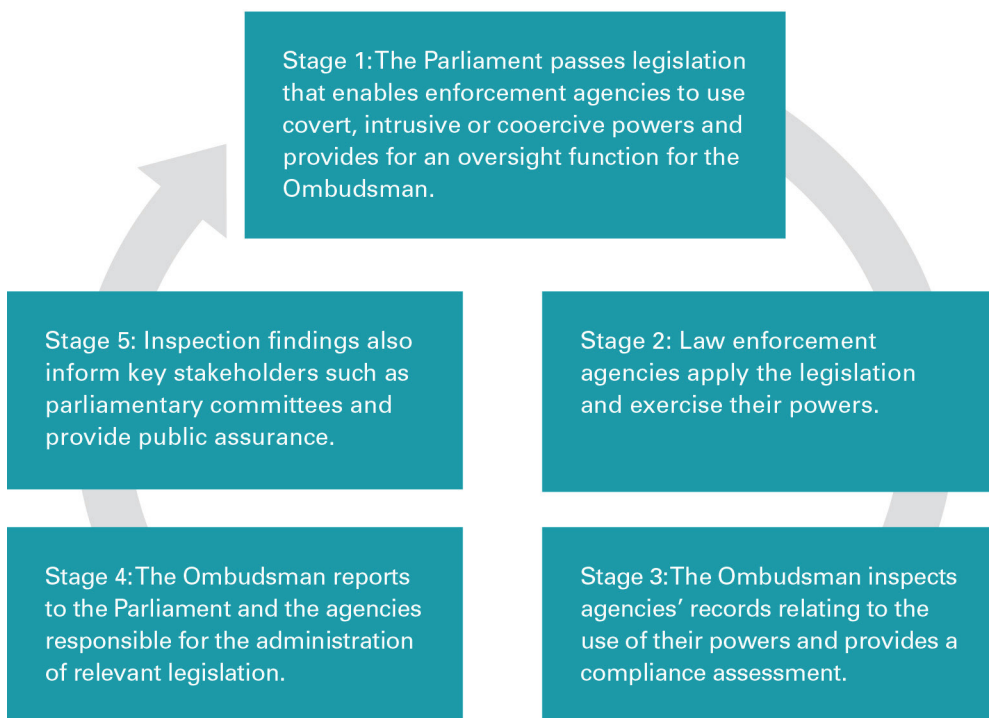 Stage 1: The Parliament passes legislation
that enables enforcement agencies to use
covert, intrusive or cooercive powers and
provides for an oversight function for the
Ombudsman.
Stage 2: Law enforcement
agencies apply the legislation
and exercise their powers.
Stage 3: The Ombudsman inspects
agencies’ records relating to the
use of their powers and provides a
compliance assessment.
Stage 4: The Ombudsman reports
to the Parliament and the agencies
responsible for the administration
of relevant legislation.
Stage 5: Inspection findings also
inform key stakeholders such as
parliamentary committees and
provide public assurance.